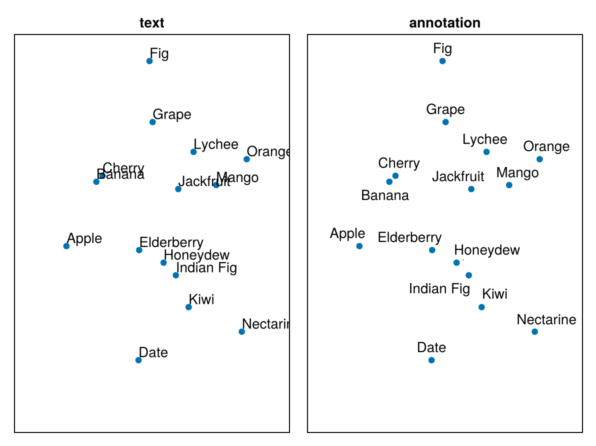 text
Fig
Grape
Lychee
Orange
Cherry
Banana
Jackfruit
Mango
Apple
Elderberry
Honeydew
Indian Fig
Kiwi
Nectarin
Date
annotation
Fig
Grape
Lychee
Orange
Cherry
Jackfruit
Mango
Banana
Apple
Elderberry
Honeydew
Indian Fig
Kiwi
Nectarine
Date